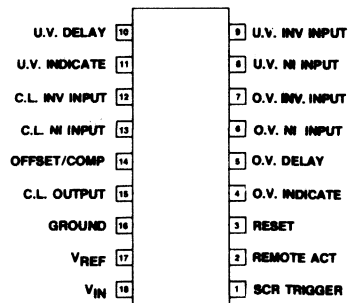 U.V. DELAY 10 9 U.V. INV INPUT
U.V. INDICATE 11 8 U.V. NI INPUT
C.L. INV INPUT 12 7 O.V. INV. INPUT
C.L. NI INPUT 13 6 O.V. NI INPUT
OFFSET/COMP 14 5 O.V. DELAY
C.L. OUTPUT 15 4 O.V. INDICATE
GROUND 16 3 RESET
VREF 17 2 REMOTE ACT
VIN 18 1 SCR TRIGGER